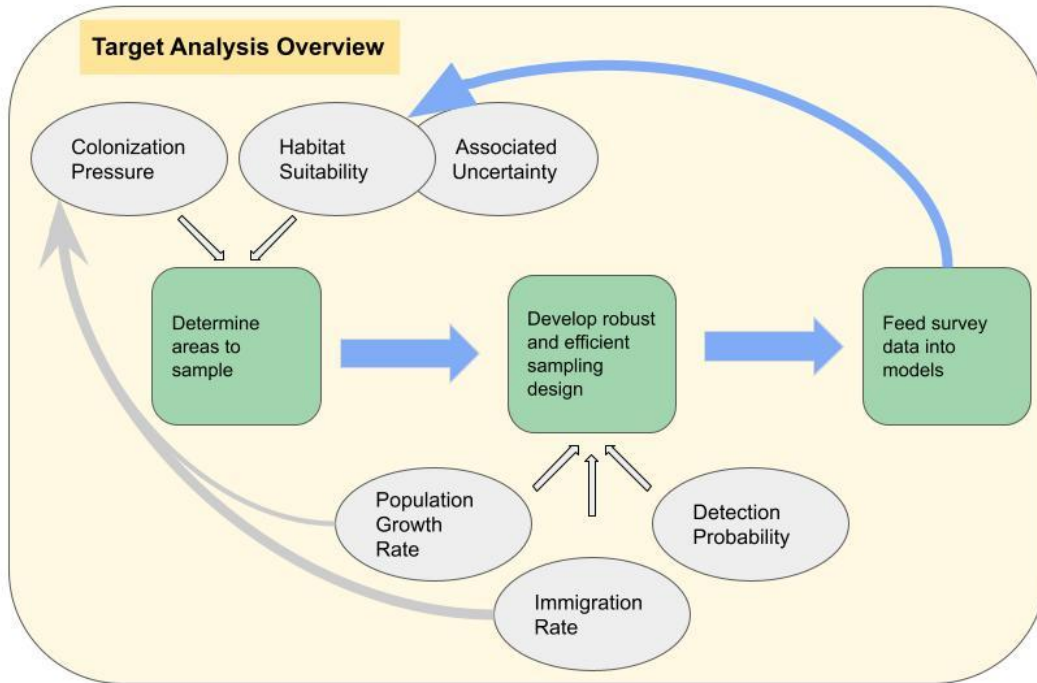 Target Analysis Overview
Colonization
Pressure
Habitat
Suitability
Associated
Uncertainty
Determine
areas to
sample
Develop robust
and efficient
sampling
design
Feed survey
data into
models
Population
Growth
Rate
Detection
Probability
Immigration
Rate